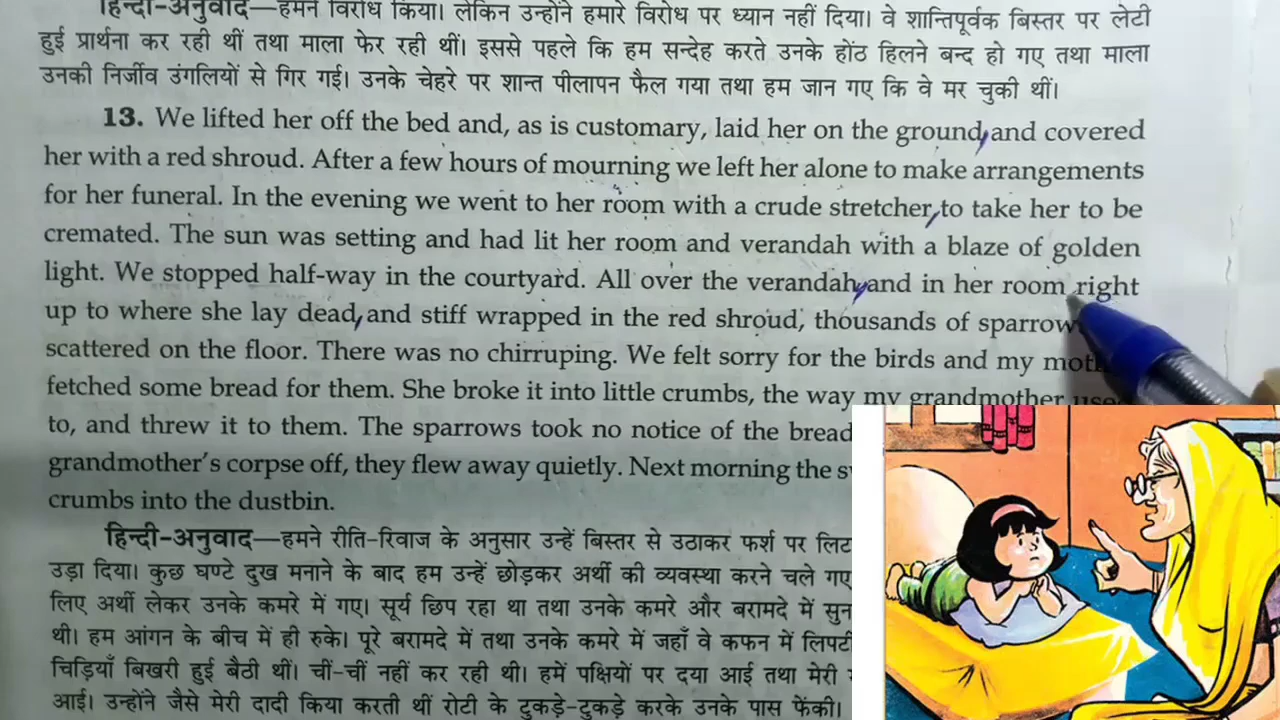 हिन्दी-अनुवाद—हमने विरोध किया। लेकिन उन्होंने हमारे विरोध पर ध्यान नहीं दिया। वे शान्तिपूर्वक बिस्तर पर लेटी
हुई प्रार्थना कर रही थीं तथा माला फेर रही थीं। इससे पहले कि हम सन्देह करते उनके होंठ हिलने बन्द हो गए तथा माला
उनकी निर्जीव उंगलियों से गिर गई। उनके चेहरे पर शान्त पीलापन फैल गया तथा हम जान गए कि वे मर चुकी थीं।
13. We lifted her off the bed and, as is customary, laid her on the ground and covered
her with a red shroud. After a few hours of mourning we left her alone to make arrangements
for her funeral. In the evening we went to her room with a crude stretcher to take her to be
cremated. The sun was setting and had lit her room and verandah with a blaze of golden
light. We stopped half-way in the courtyard. All over the verandah and in her room right
up to where she lay dead and stiff wrapped in the red shroud, thousands of
scattered on the floor. There was no chirruping. We felt sorry for the birds and my
fetched some bread for them. She broke it into little crumbs, the way my grandmother
to, and threw it to them. The sparrows took no notice of the bread
grandmother's corpse off, they flew away quietly. Next morning the
crumbs into the dustbin.
हिन्दी-अनुवाद—हमने रीति-रिवाज के अनुसार उन्हें बिस्तर से उठाकर फर्श पर
उड़ा दिया। कुछ घण्टे दुख मनाने के बाद हम उन्हें छोड़कर अर्थी की व्यवस्था करने चले
लिए अर्थी लेकर उनके कमरे में गए। सूर्य छिप रहा था तथा उनके कमरे और बरामदे में
थी। हम आंगन के बीच में ही रुके। पूरे बरामदे में तथा उनके कमरे में जहाँ वे कफन में
चिड़ियाँ बिखरी हुई बैठी थीं। चीं-चीं नहीं कर रही थी। हमें पक्षियों पर दया आई तथा मेरी
आई। उन्होंने जैसे मेरी दादी किया करती थीं रोटी के टुकड़े-टुकड़े करके उनके पास फेंकी।